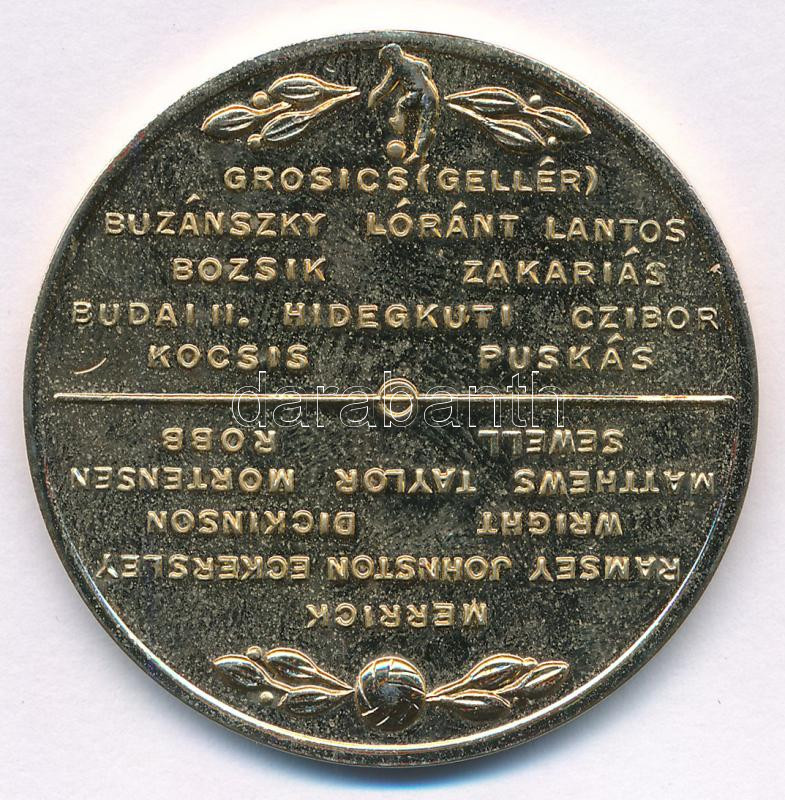 GROSICS (GELLÉR)
BUZÁNSZKY LÓRÁNT LANTOS
BOZSIK ZAKARIÁS
BUDAI II. HIDEGKUTI CZIBOR
KOCSIS PUSKÁS
darabanth
MERRICK
RAMSEY JOHNSTON ECKERSLEY
WRIGHT DICKINSON
MATTHEWS TAYLOR MORTENSEN
SEWELL ROBB